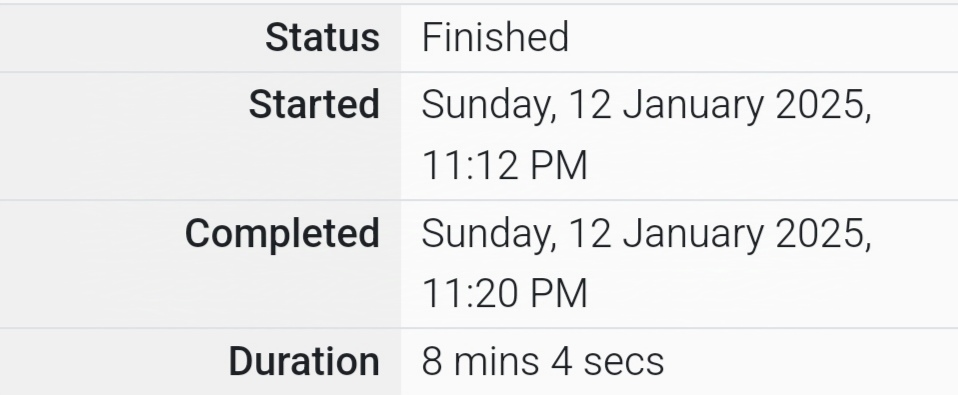 Status Finished
Started Sunday, 12 January 2025,
11:12 PM
Completed Sunday, 12 January 2025,
11:20 PM
Duration 8 mins 4 secs